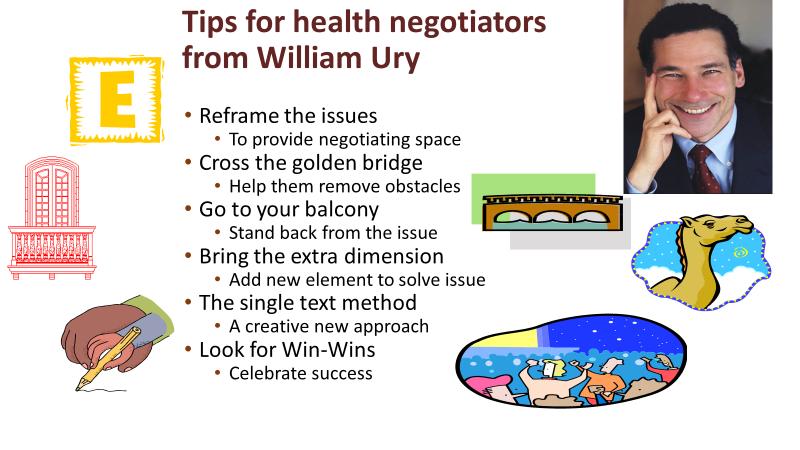 Tips for health negotiators
from William Ury
E
• Reframe the issues
• To provide negotiating space
• Cross the golden bridge
• Help them remove obstacles
• Go to your balcony
• Stand back from the issue
• Bring the extra dimension
• Add new element to solve issue
• The single text method
• A creative new approach
• Look for Win-Wins
• Celebrate success